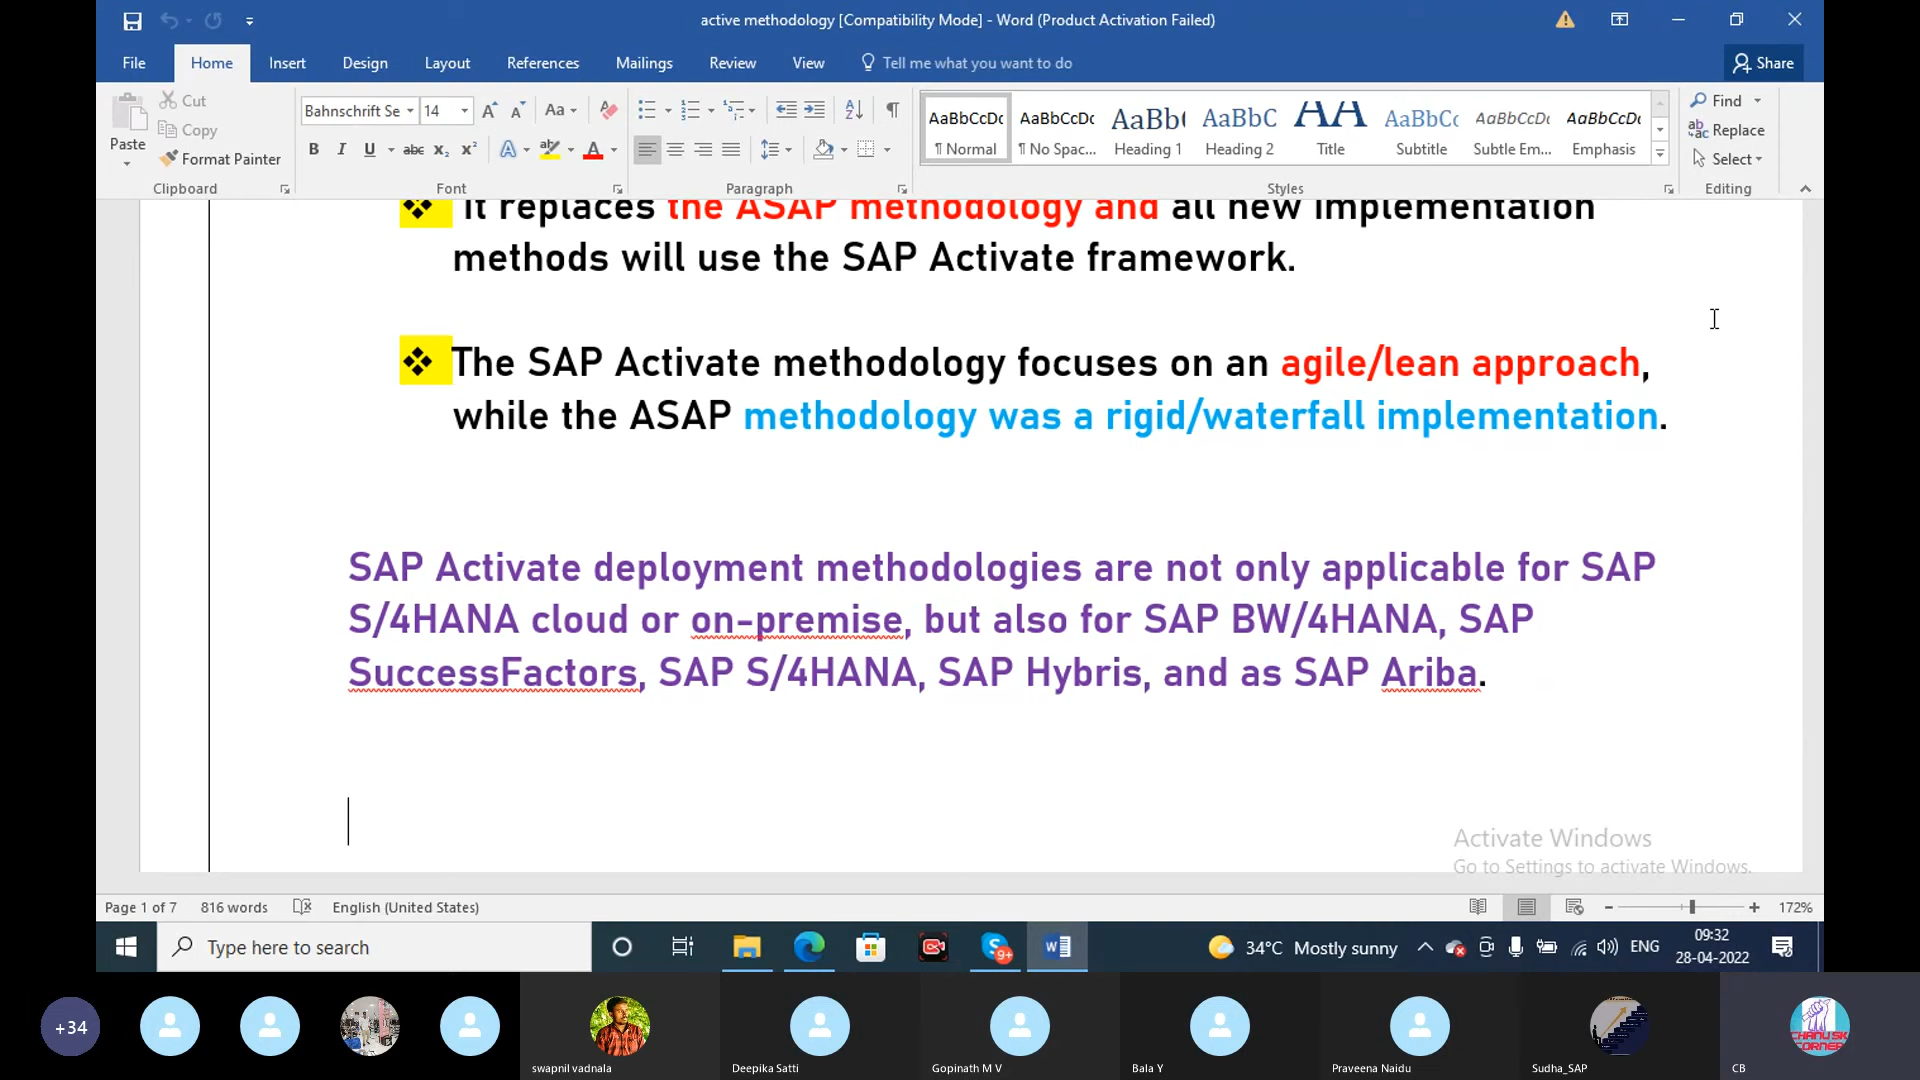 active methodology [Compatibility Mode] - Word (Product Activation Failed)
File Home Insert Design Layout References Mailings Review View Tell me what you want to do Share
Paste Cut Copy Format Painter
Bahnschrift Se 14 Aa
B I U abc x₂ x² A A
AaBbCcDc AaBbCcDc AaBb( AaBbC AA AaBbCc AaBbCcDc AaBbCcDc
¶ Normal ¶ No Spac... Heading 1 Heading 2 Title Subtitle Subtle Em... Emphasis
Find Replace Select
Clipboard Font Paragraph Styles Editing
❖ It replaces the ASAP methodology and all new implementation
methods will use the SAP Activate framework.
❖ The SAP Activate methodology focuses on an agile/lean approach,
while the ASAP methodology was a rigid/waterfall implementation.
SAP Activate deployment methodologies are not only applicable for SAP
S/4HANA cloud or on-premise, but also for SAP BW/4HANA, SAP
SuccessFactors, SAP S/4HANA, SAP Hybris, and as SAP Ariba.
Activate Windows
Go to Settings to activate Windows.
Page 1 of 7 816 words English (United States) 172%
Type here to search 9+ W 34°C Mostly sunny ENG 09:32
28-04-2022
+34
CHANUSK
CORNER
swapnil vadnala Deepika Satti Gopinath M V Bala Y Praveena Naidu Sudha_SAP CB